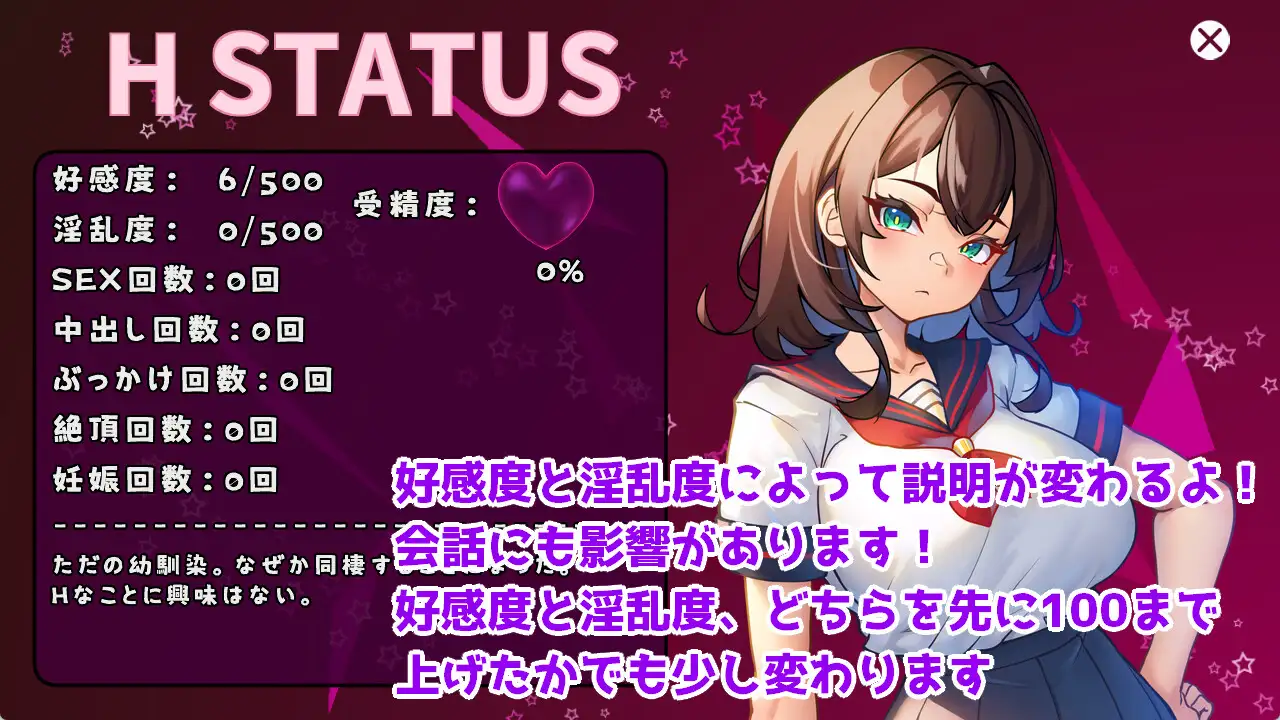 H STATUS
好感度： 6/500
淫乱度： 0/500
受精度：
0%
SEX回数：0回
中出し回数：0回
ぶっかけ回数：0回
絶頂回数：0回
妊娠回数：0回
ただの幼馴染。なぜか同棲す
Hなことに興味はない。
好感度と淫乱度によって説明が変わるよ！
会話にも影響があります！
好感度と淫乱度、どちらを先に100まで
上げたかでも少し変わります